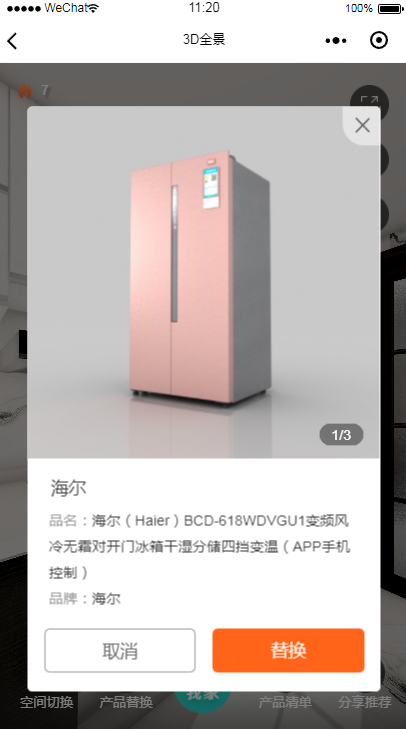 WeChat 11:20 100%
3D全景
7
1/3
海尔
品名：海尔（Haier）BCD-618WDVGU1变频风
冷无霜对开门冰箱干湿分储四挡变温（APP手机
控制）
品牌：海尔
取消 替换
我家
空间切换 产品替换 产品清单 分享推荐